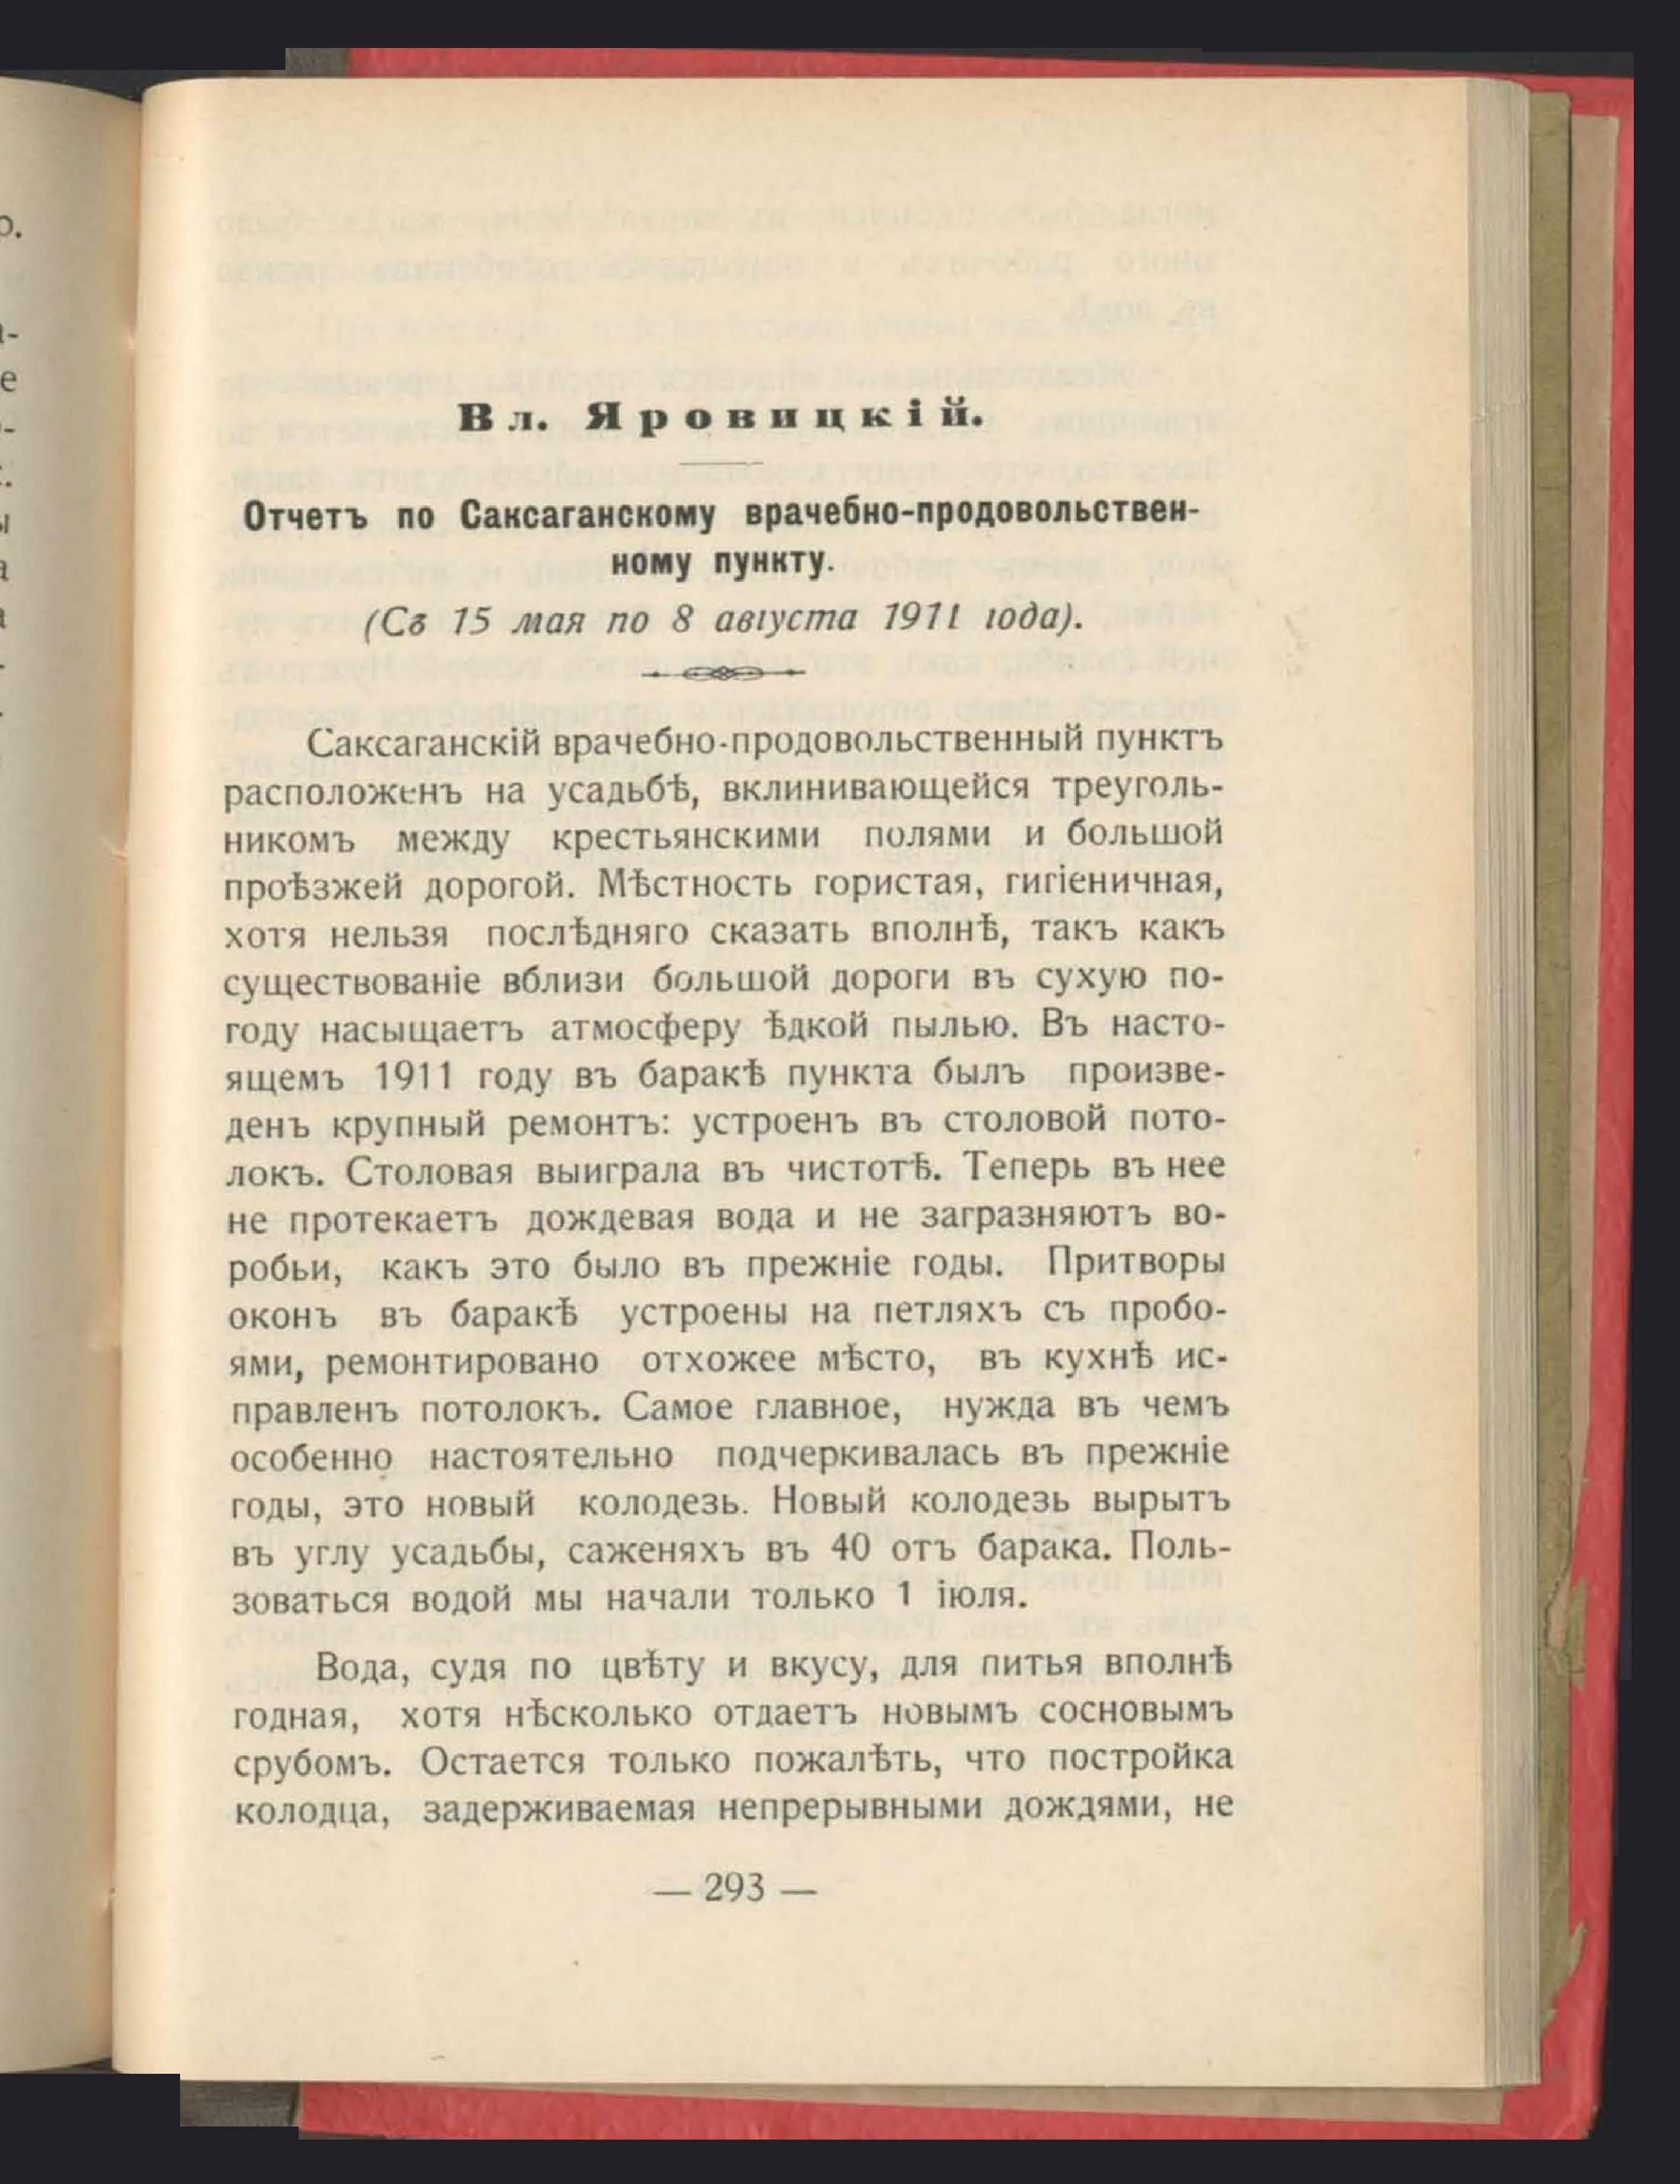 Вл. Яровицкій.
Отчетъ по Саксаганскому врачебно-продовольствен-
ному пункту.
(Съ 15 мая по 8 августа 1911 года).
Саксаганскій врачебно-продовольственный пунктъ
расположенъ на усадьбѣ, вклинивающейся треуголь-
никомъ между крестьянскими полями и большой
проѣзжей дорогой. Мѣстность гористая, гигіеничная,
хотя нельзя послѣдняго сказать вполнѣ, такъ какъ
существованіе вблизи большой дороги въ сухую по-
году насыщаетъ атмосферу ѣдкой пылью. Въ насто-
ящемъ 1911 году въ баракѣ пункта былъ произве-
денъ крупный ремонтъ: устроенъ въ столовой пото-
локъ. Столовая выиграла въ чистотѣ. Теперь въ нее
не протекаетъ дождевая вода и не загразняютъ во-
робьи, какъ это было въ прежніе годы. Притворы
оконъ въ баракѣ устроены на петляхъ съ пробо-
ями, ремонтировано отхожее мѣсто, въ кухнѣ ис-
правленъ потолокъ. Самое главное, нужда въ чемъ
особенно настоятельно подчеркивалась въ прежніе
годы, это новый колодезь. Новый колодезь вырытъ
въ углу усадьбы, саженяхъ въ 40 отъ барака. Поль-
зоваться водой мы начали только 1 іюля.
Вода, судя по цвѣту и вкусу, для питья вполнѣ
годная, хотя нѣсколько отдаетъ новымъ сосновымъ
срубомъ. Остается только пожалѣть, что постройка
колодца, задерживаемая непрерывными дождями, не
— 293 —